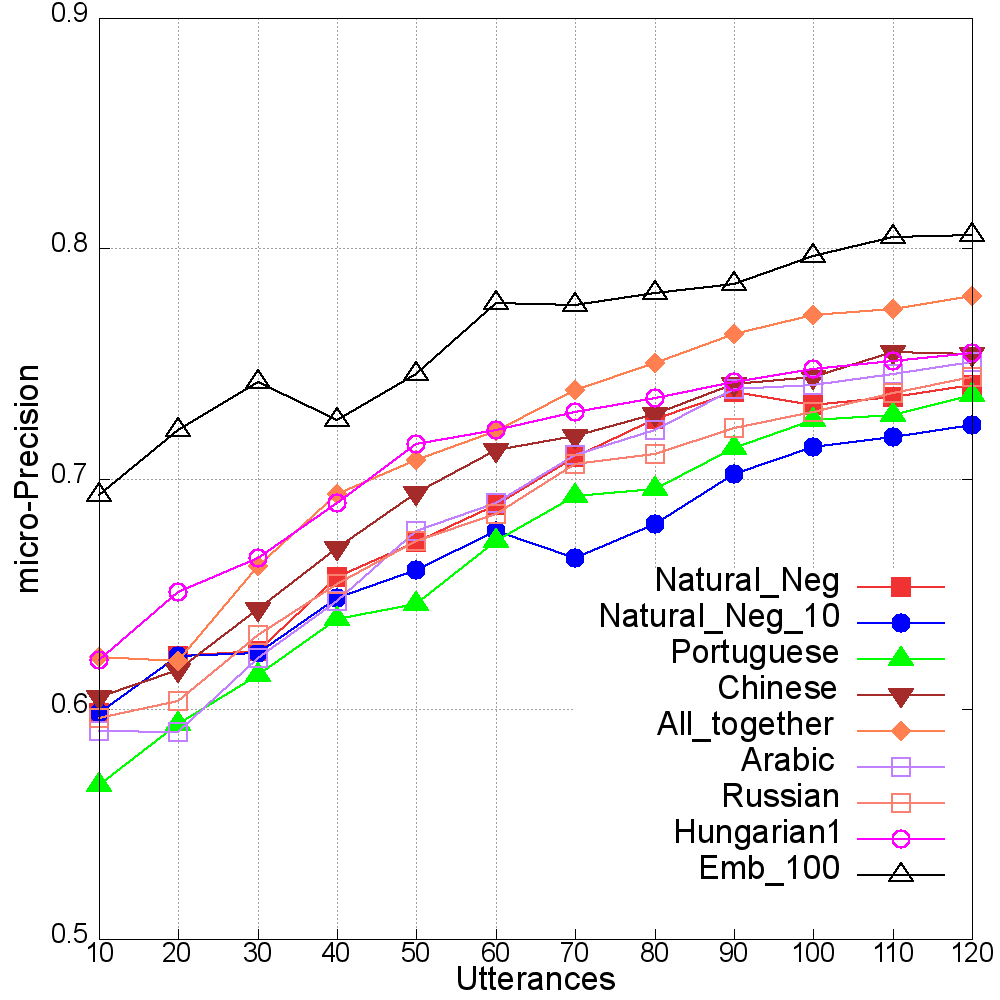 0.9
0.8
0.7
0.6
0.5
micro-Precision
Natural_Neg
Natural_Neg_10
Portuguese
Chinese
All_together
Arabic
Russian
Hungarian1
Emb_100
10 20 30 40 50 60 70 80 90 100 110 120
Utterances